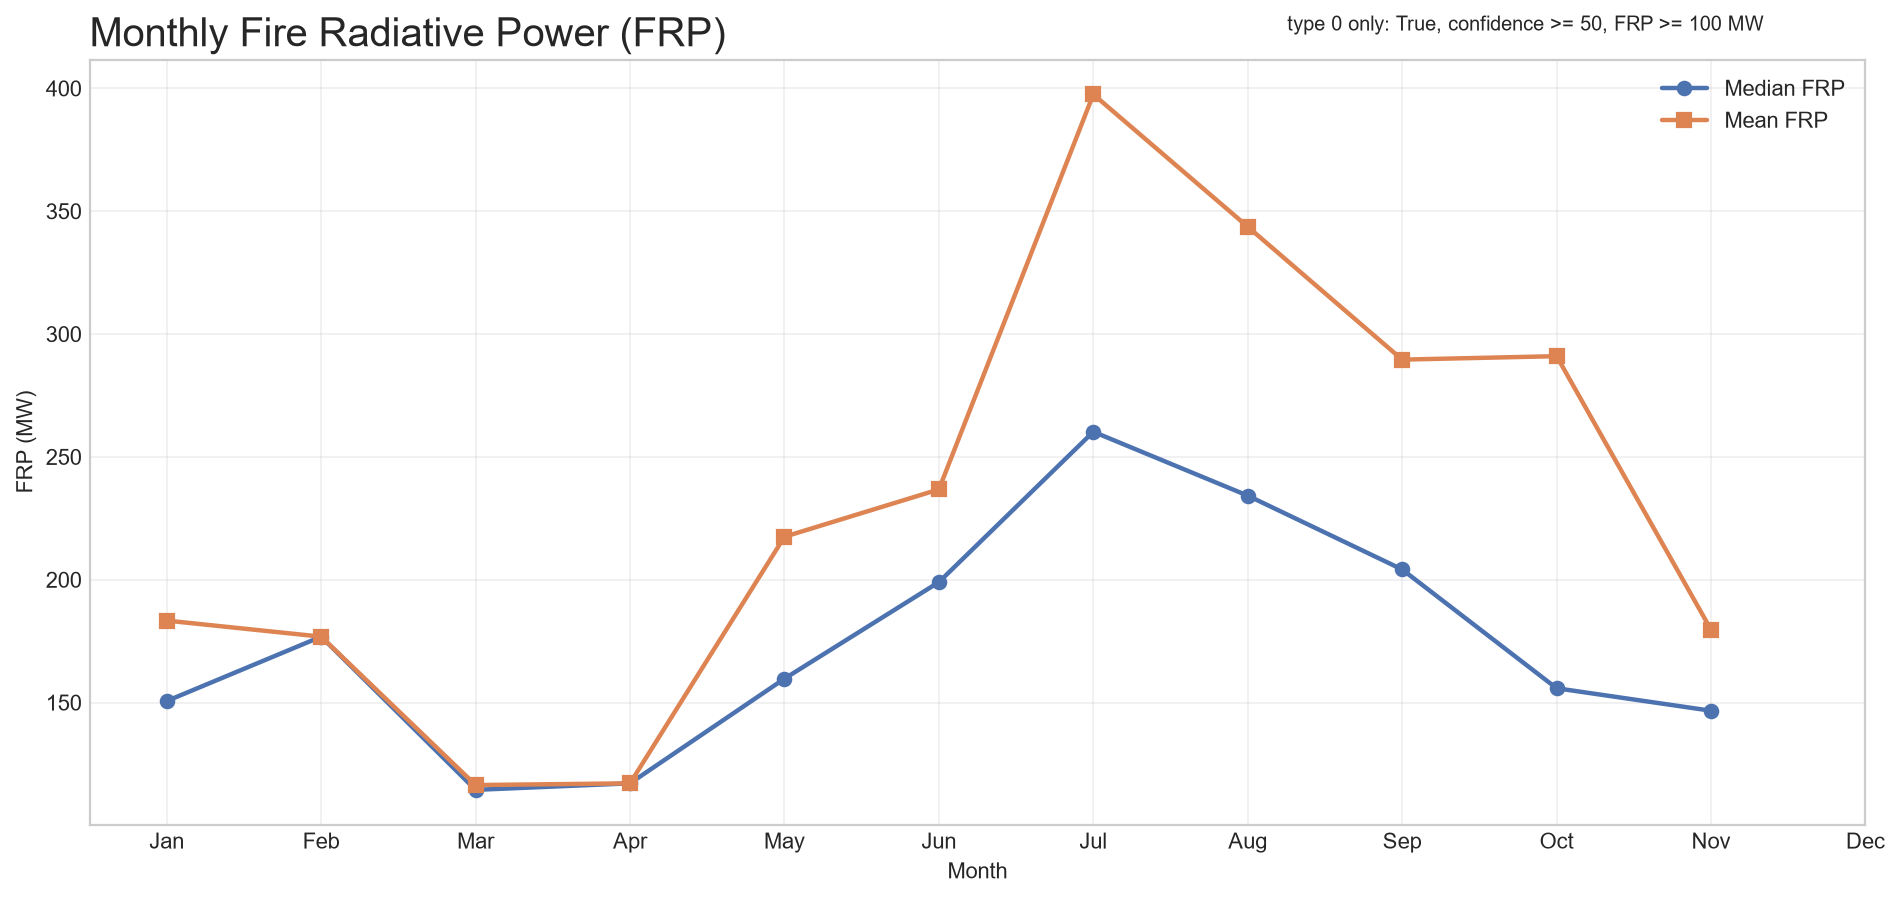 Monthly Fire Radiative Power (FRP)
type 0 only: True, confidence >= 50, FRP >= 100 MW
Median FRP
Mean FRP
FRP (MW)
400
350
300
250
200
150
Jan Feb Mar Apr May Jun Jul Aug Sep Oct Nov Dec
Month